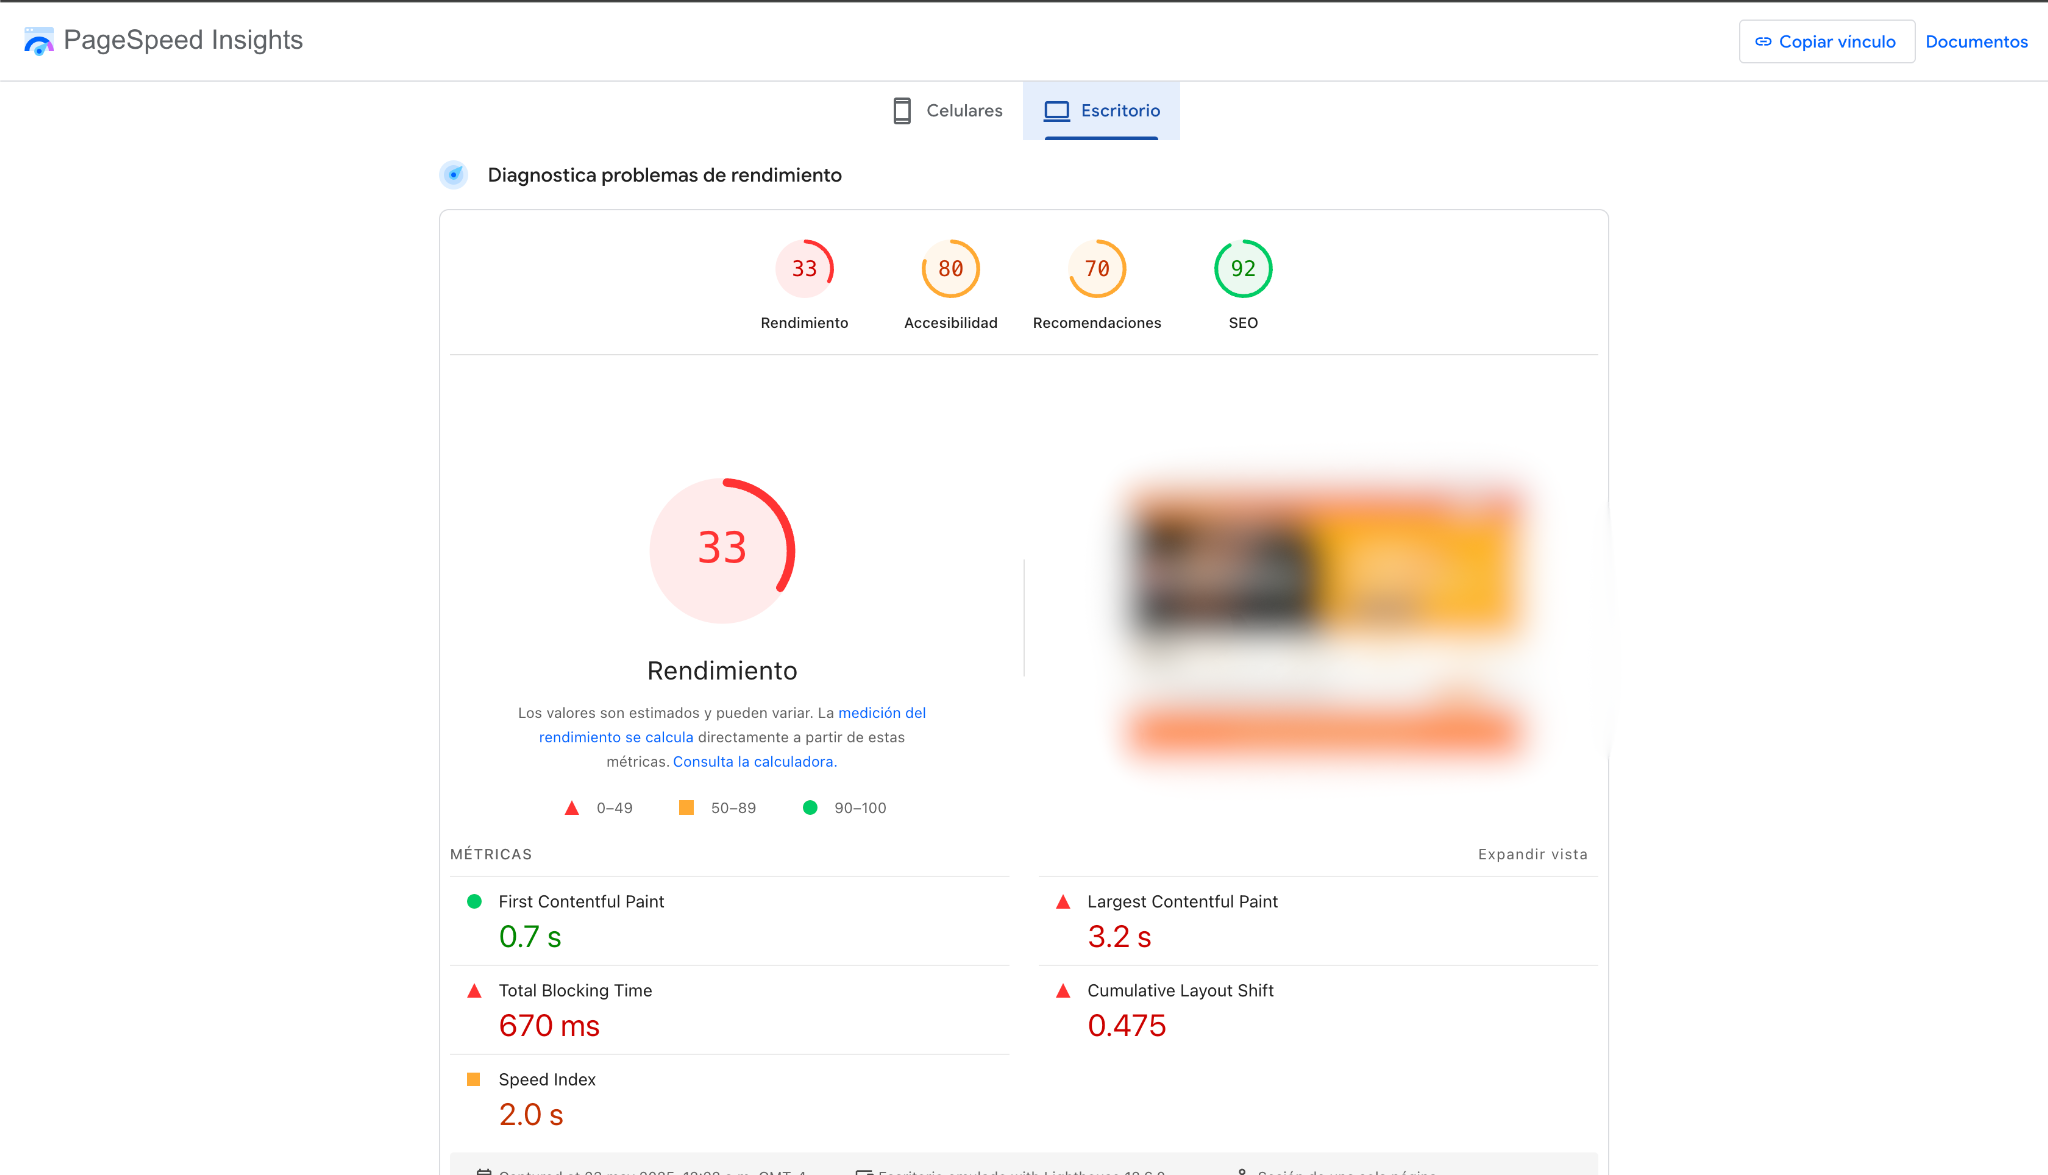 PageSpeed Insights
Copiar vínculo
Documentos
Celulares
Escritorio
Diagnostica problemas de rendimiento
33
80
70
92
Rendimiento
Accesibilidad
Recomendaciones
SEO
33
Rendimiento
Los valores son estimados y pueden variar. La medición del
rendimiento se calcula directamente a partir de estas
métricas. Consulta la calculadora.
0–49
50–89
90–100
MÉTRICAS
Expandir vista
First Contentful Paint
0.7 s
Largest Contentful Paint
3.2 s
Total Blocking Time
670 ms
Cumulative Layout Shift
0.475
Speed Index
2.0 s